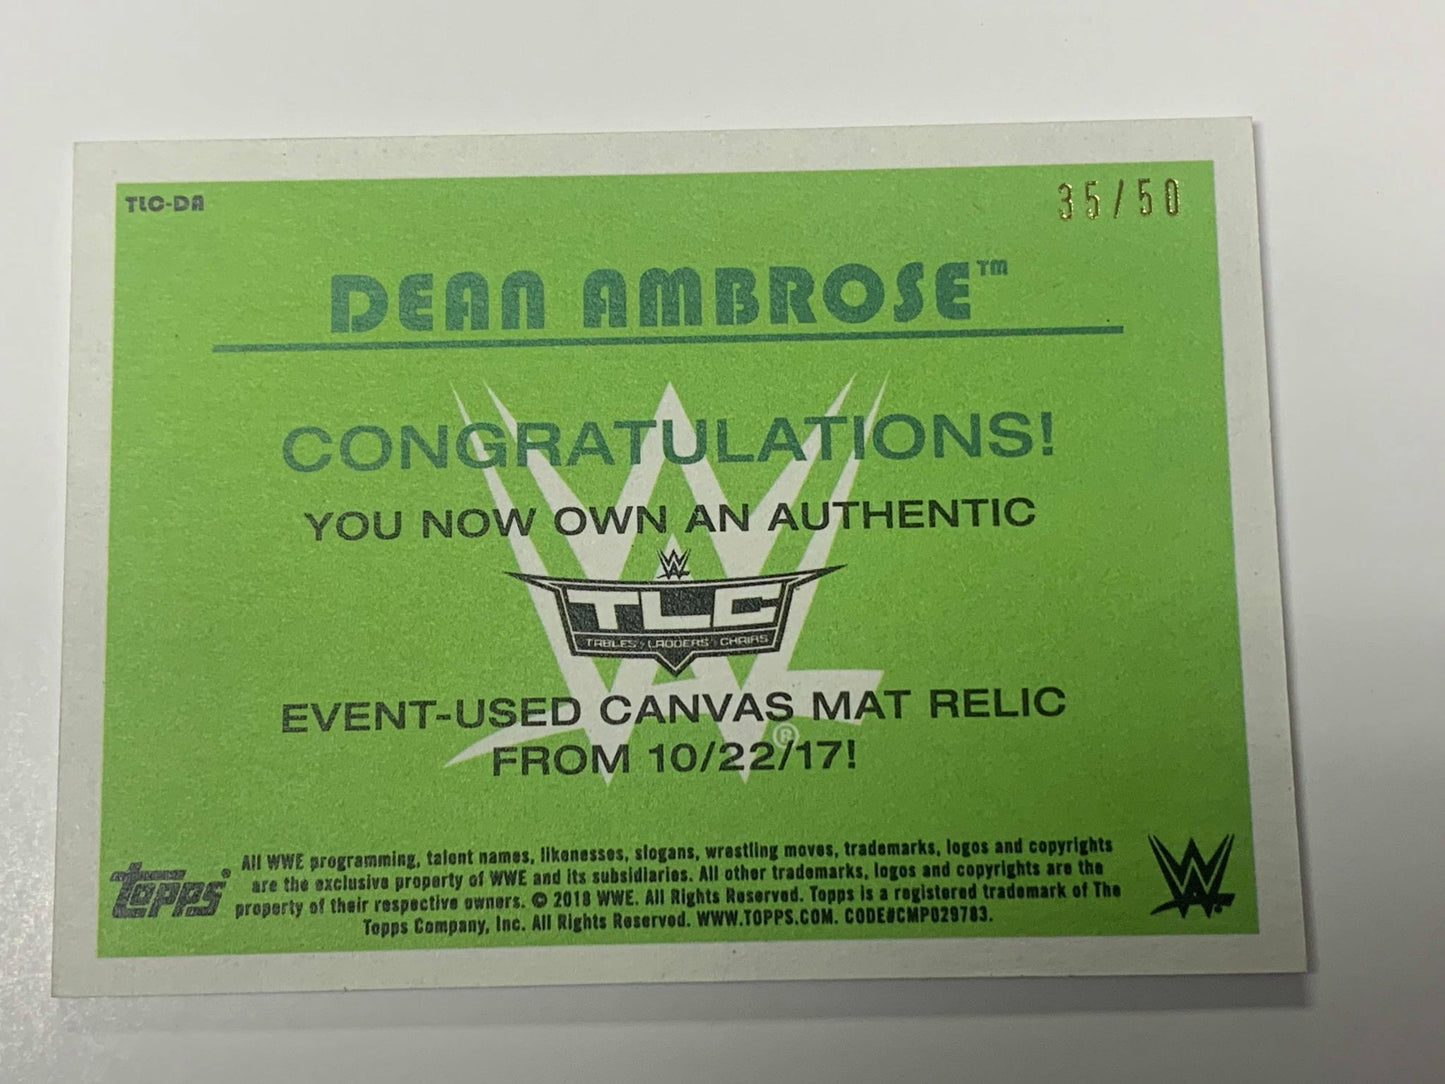 TLC-DA
35/50
DEAN AMBROSE™
CONGRATULATIONS!
YOU NOW OWN AN AUTHENTIC
W
TLC
TABLES, LADDERS & CHAIRS
EVENT-USED CANVAS MAT RELIC
FROM 10/22/17!
®
All WWE programming, talent names, likenesses, slogans, wrestling moves, trademarks, logos and copyrights
are the exclusive property of WWE and its subsidiaries. All other trademarks, logos and copyrights are the
property of their respective owners. © 2018 WWE. All Rights Reserved. Topps is a registered trademark of The
Topps Company, Inc. All Rights Reserved. WWW.TOPPS.COM. CODE#CMP029783.
Topps®
W